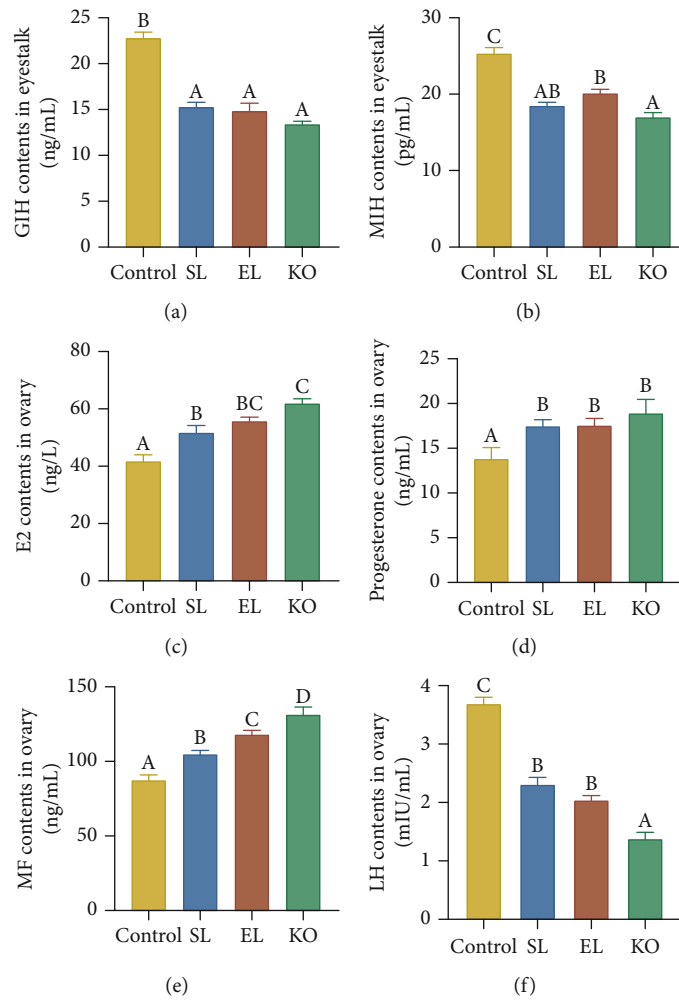 GIH contents in eyestalk
(ng/mL)
25
20
15
10
5
0
B
A
A
A
Control SL EL KO
(a)
MIH contents in eyestalk
(pg/mL)
30
20
10
0
C
AB
B
A
Control SL EL KO
(b)
E2 contents in ovary
(ng/L)
80
60
40
20
0
A
B
BC
C
Control SL EL KO
(c)
Progesterone contents in ovary
(ng/mL)
25
20
15
10
5
0
A
B
B
B
Control SL EL KO
(d)
MF contents in ovary
(ng/mL)
150
100
50
0
A
B
C
D
Control SL EL KO
(e)
LH contents in ovary
(mIU/mL)
4
3
2
1
0
C
B
B
A
Control SL EL KO
(f)